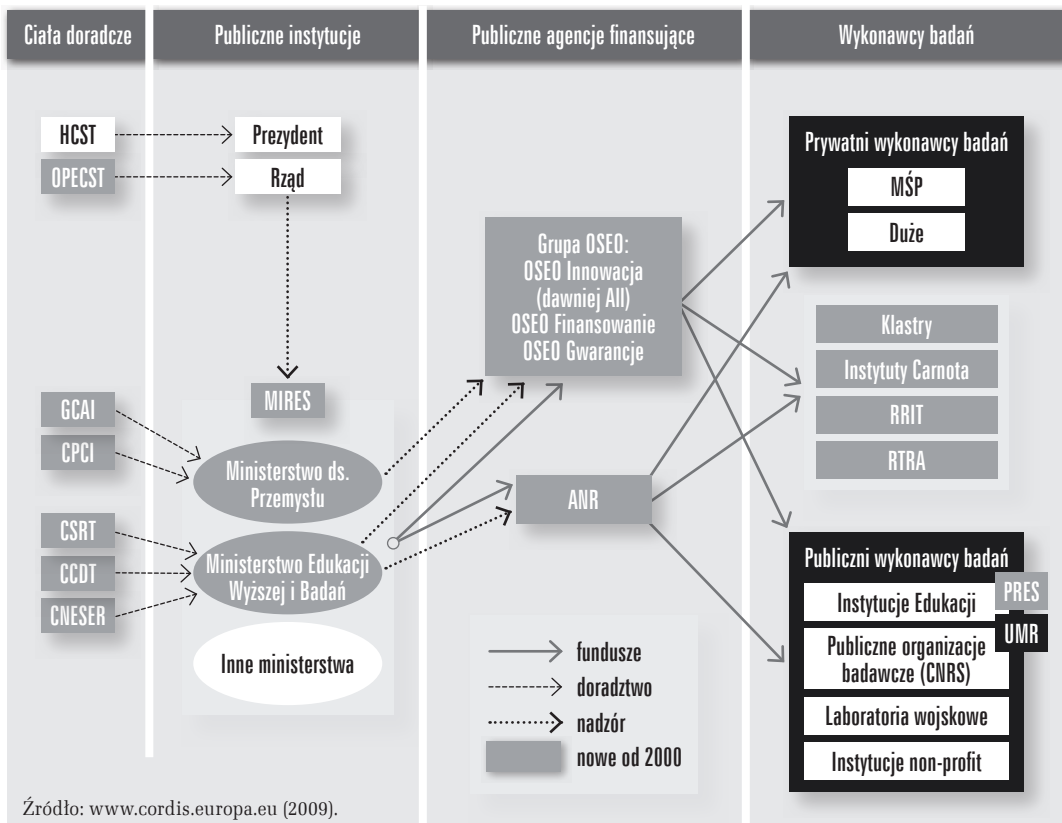 Ciała doradcze
Publiczne instytucje
Publiczne agencje finansujące
Wykonawcy badań
HCST
OPECST
GCAI
CPCI
CSRT
CCDT
CNESER
Prezydent
Rząd
MIRES
Ministerstwo ds.
Przemysłu
Ministerstwo Edukacji
Wyższej i Badań
Inne ministerstwa
Grupa OSEO:
OSEO Innowacja
(dawniej All)
OSEO Finansowanie
OSEO Gwarancje
ANR
fundusze
doradztwo
nadzór
nowe od 2000
Prywatni wykonawcy badań
MŚP
Duże
Klastry
Instytuty Carnota
RRIT
RTRA
Publiczni wykonawcy badań
Instytucje Edukacji
PRES
UMR
Publiczne organizacje
badawcze (CNRS)
Laboratoria wojskowe
Instytucje non-profit
Źródło: www.cordis.europa.eu (2009).